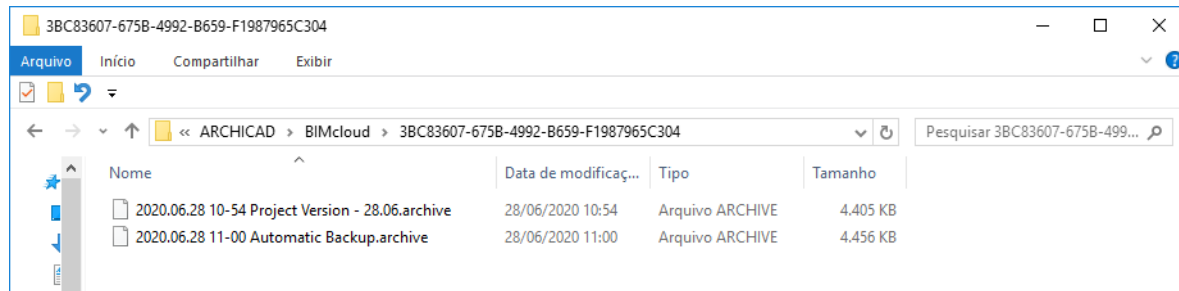 3BC83607-675B-4992-B659-F1987965C304
Arquivo Início Compartilhar Exibir
« ARCHICAD > BIMcloud > 3BC83607-675B-4992-B659-F1987965C304 Pesquisar 3BC83607-675B-499...
Nome Data de modificaç... Tipo Tamanho
2020.06.28 10-54 Project Version - 28.06.archive 28/06/2020 10:54 Arquivo ARCHIVE 4.405 KB
2020.06.28 11-00 Automatic Backup.archive 28/06/2020 11:00 Arquivo ARCHIVE 4.456 KB